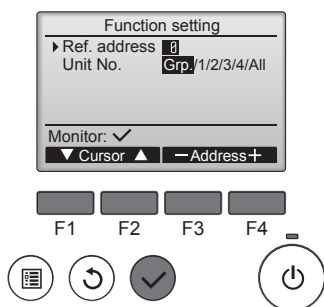 Function setting
Ref. address 0
Unit No. Grp./1/2/3/4/All
Monitor:
Cursor −Address+
F1 F2 F3 F4